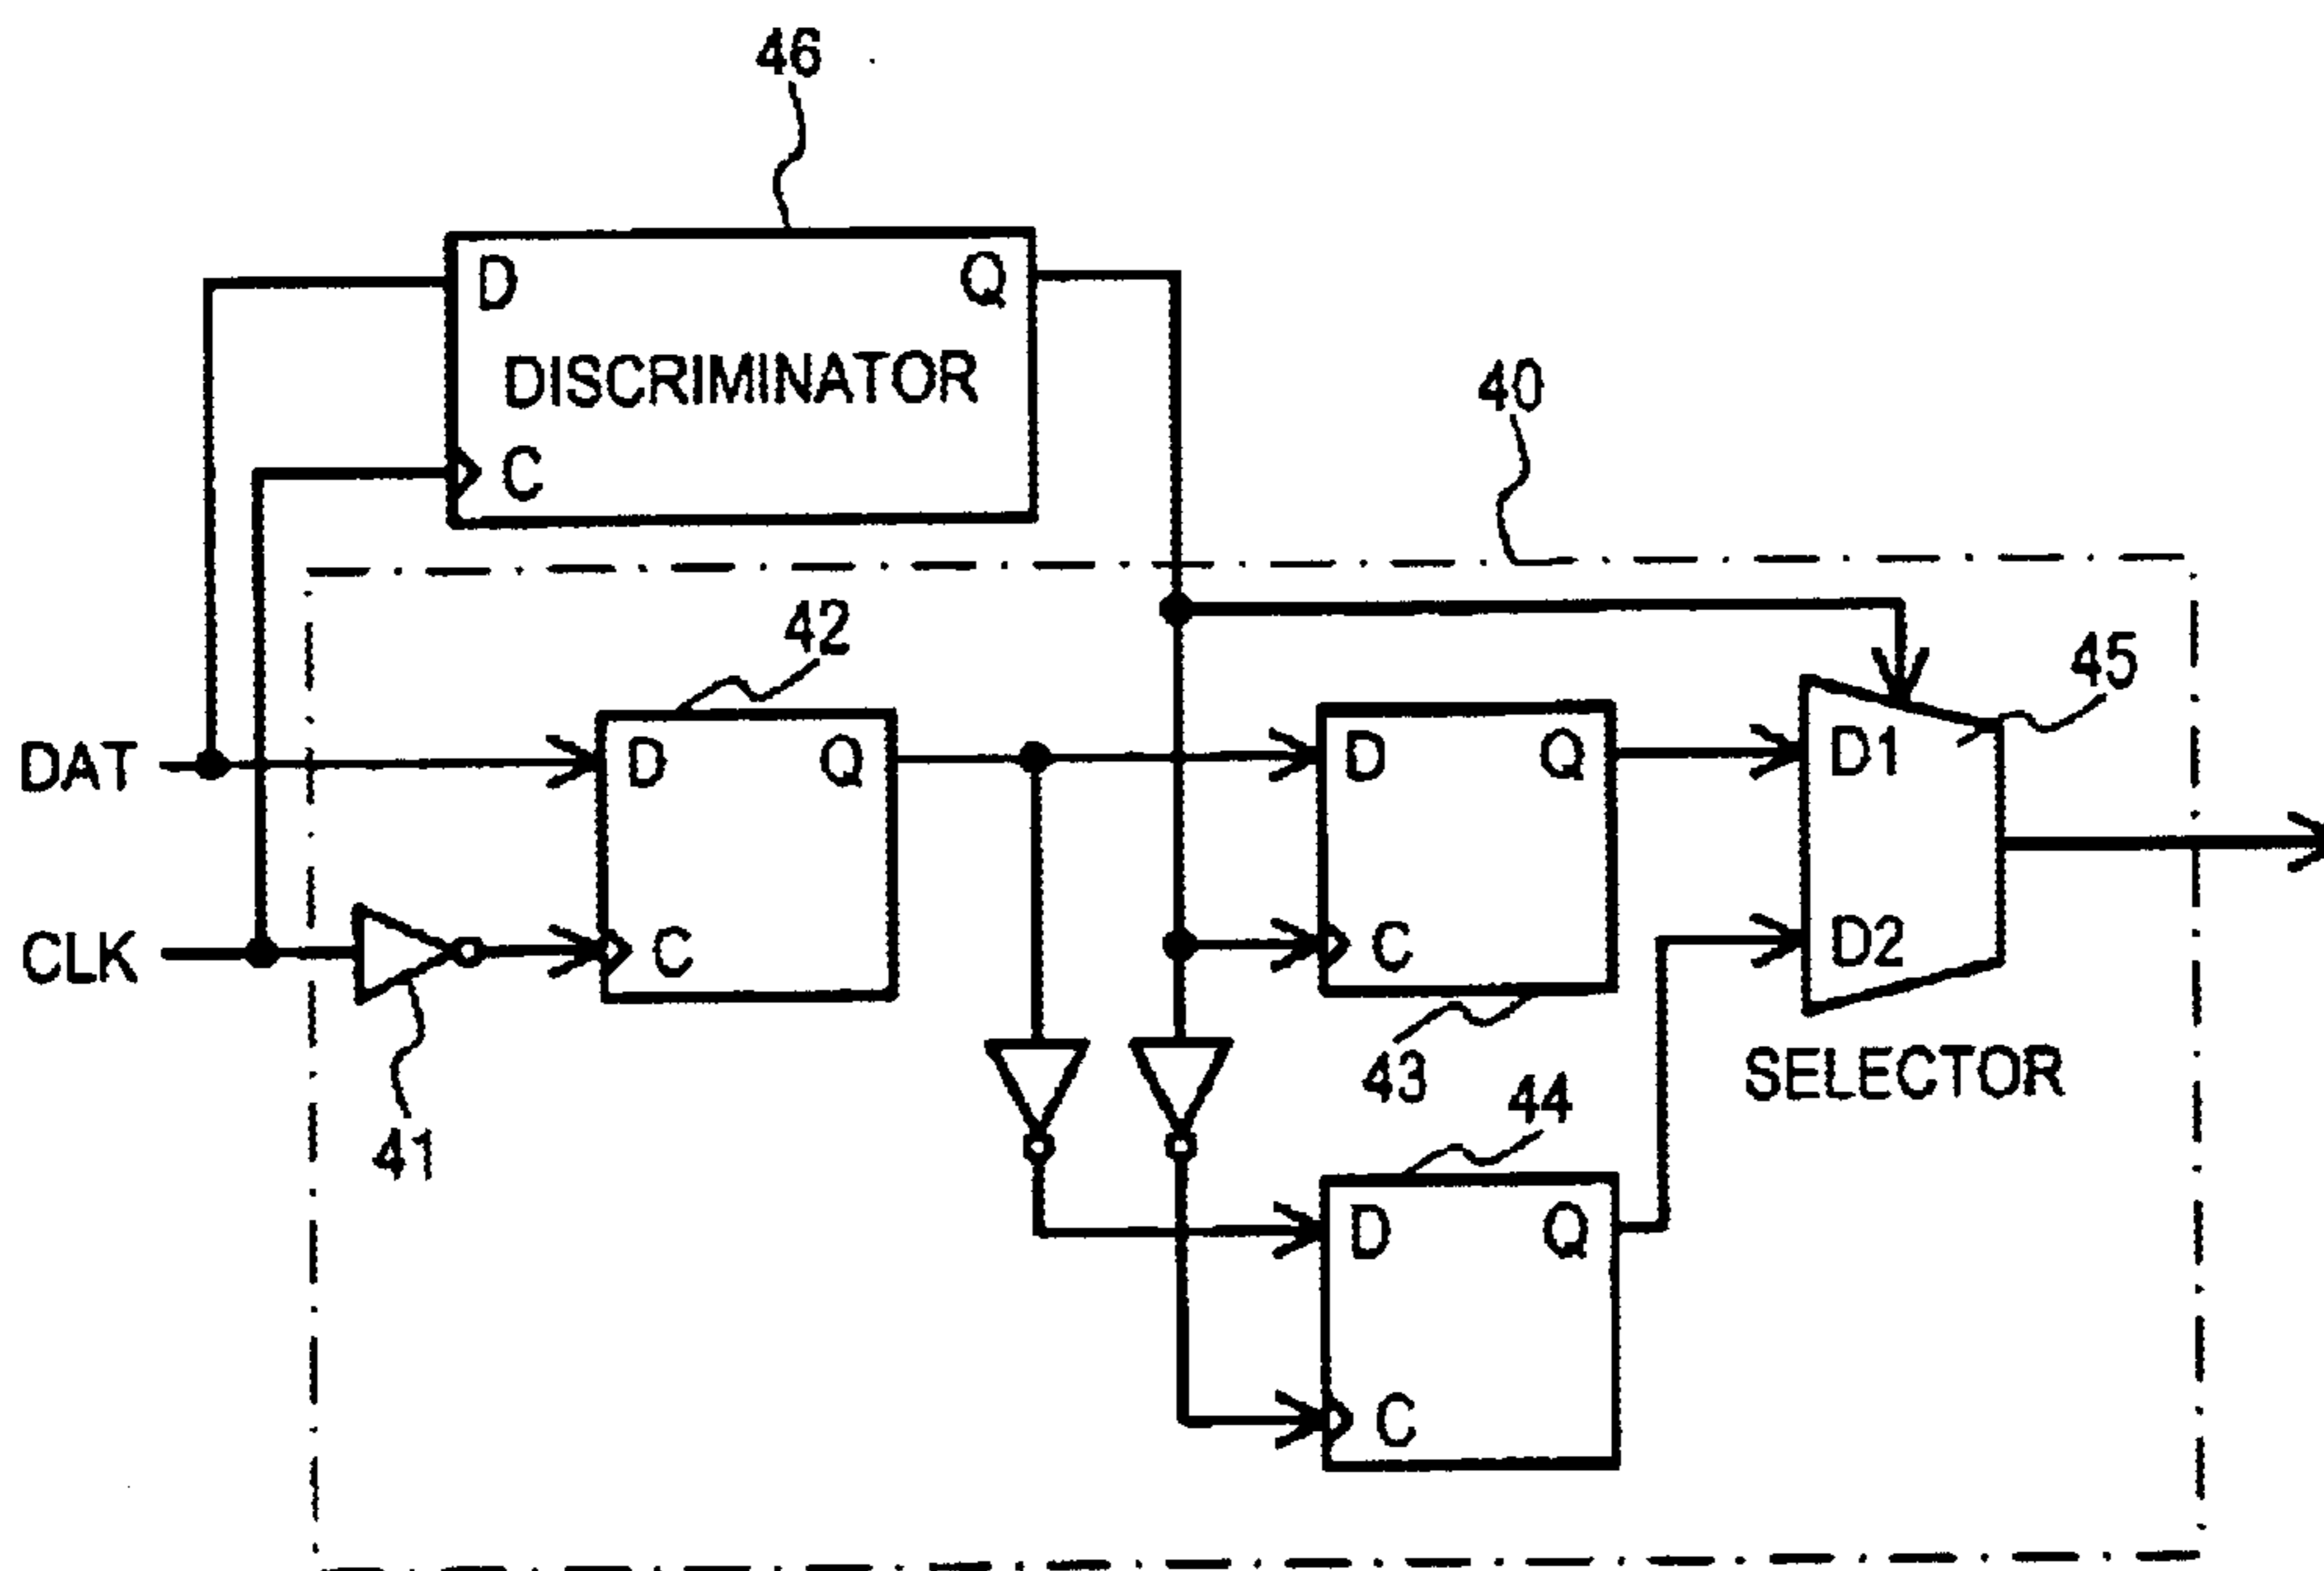 46
D
Q
DISCRIMINATOR
C
40
42
45
DAT
D
Q
D
Q
D1
CLK
C
C
D2
41
43
44
SELECTOR
D
Q
C